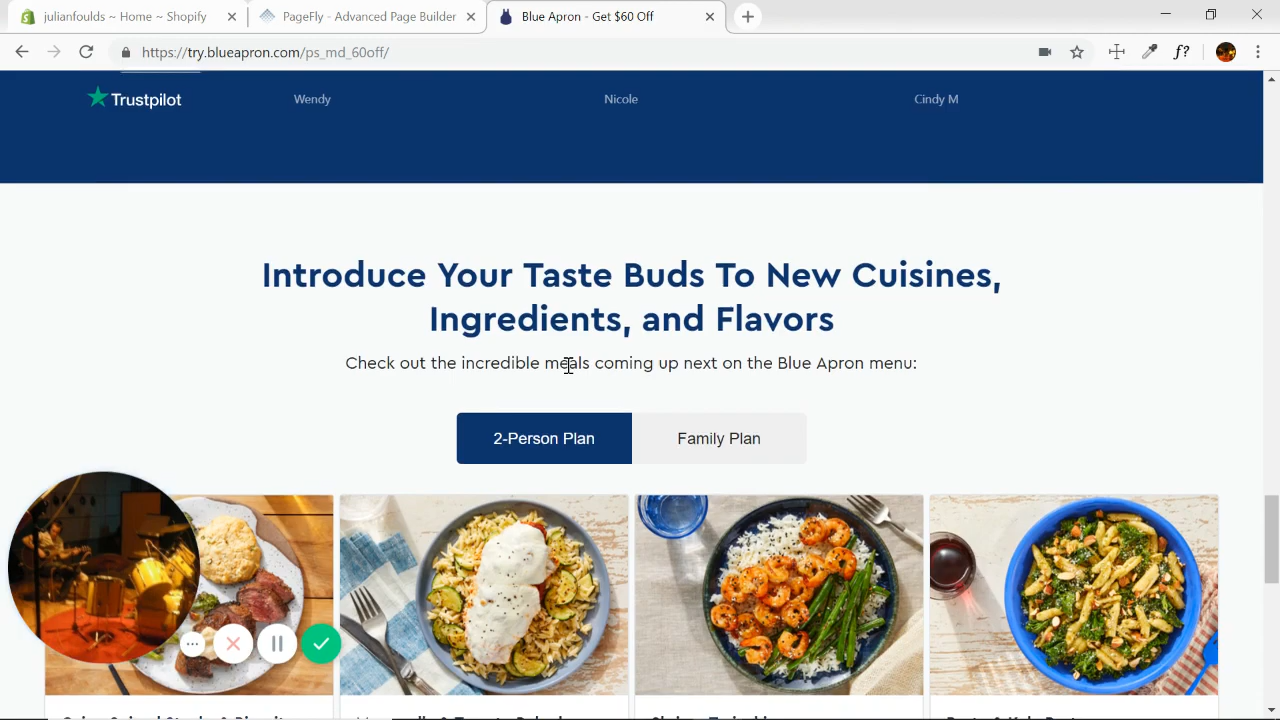 julianfoulds ~ Home ~ Shopify
PageFly - Advanced Page Builder
Blue Apron - Get $60 Off
https://try.blueapron.com/ps_md_60off/
f?
Trustpilot
Wendy
Nicole
Cindy M
Introduce Your Taste Buds To New Cuisines,
Ingredients, and Flavors
Check out the incredible meals coming up next on the Blue Apron menu:
2-Person Plan
Family Plan